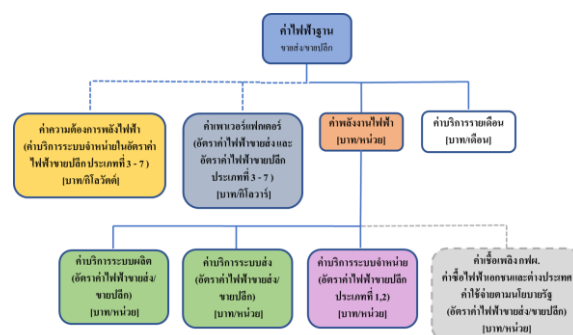 ค่าไฟฟ้าฐาน
ขายส่ง/ขายปลีก
ค่าความต้องการพลังไฟฟ้า
(ค่าบริการระบบจำหน่ายในอัตราค่า
ไฟฟ้าขายปลีก ประเภทที่ 3 - 7 )
[บาท/กิโลวัตต์]
ค่าเพาเวอร์แฟกเตอร์
(อัตราค่าไฟฟ้าขายส่ง และ
อัตราค่าไฟฟ้าขายปลีก
ประเภทที่ 3 - 7 )
[บาท/กิโลวาร์]
ค่าพลังงานไฟฟ้า
[บาท/หน่วย]
ค่าบริการรายเดือน
[บาท/เดือน]
ค่าบริการระบบผลิต
(อัตราค่าไฟฟ้าขายส่ง/
ขายปลีก)
[บาท/หน่วย]
ค่าบริการระบบส่ง
(อัตราค่าไฟฟ้าขายส่ง/
ขายปลีก)
[บาท/หน่วย]
ค่าบริการระบบจำหน่าย
(อัตราค่าไฟฟ้าขายปลีก
ประเภทที่ 1,2)
[บาท/หน่วย]
ค่าเชื้อเพลิง กฟผ.
ค่าซื้อไฟฟ้าเอกชนและต่างประเทศ
ค่าใช้จ่ายตามนโยบายรัฐ
(อัตราค่าไฟฟ้าขายส่ง/ขายปลีก)
[บาท/หน่วย]